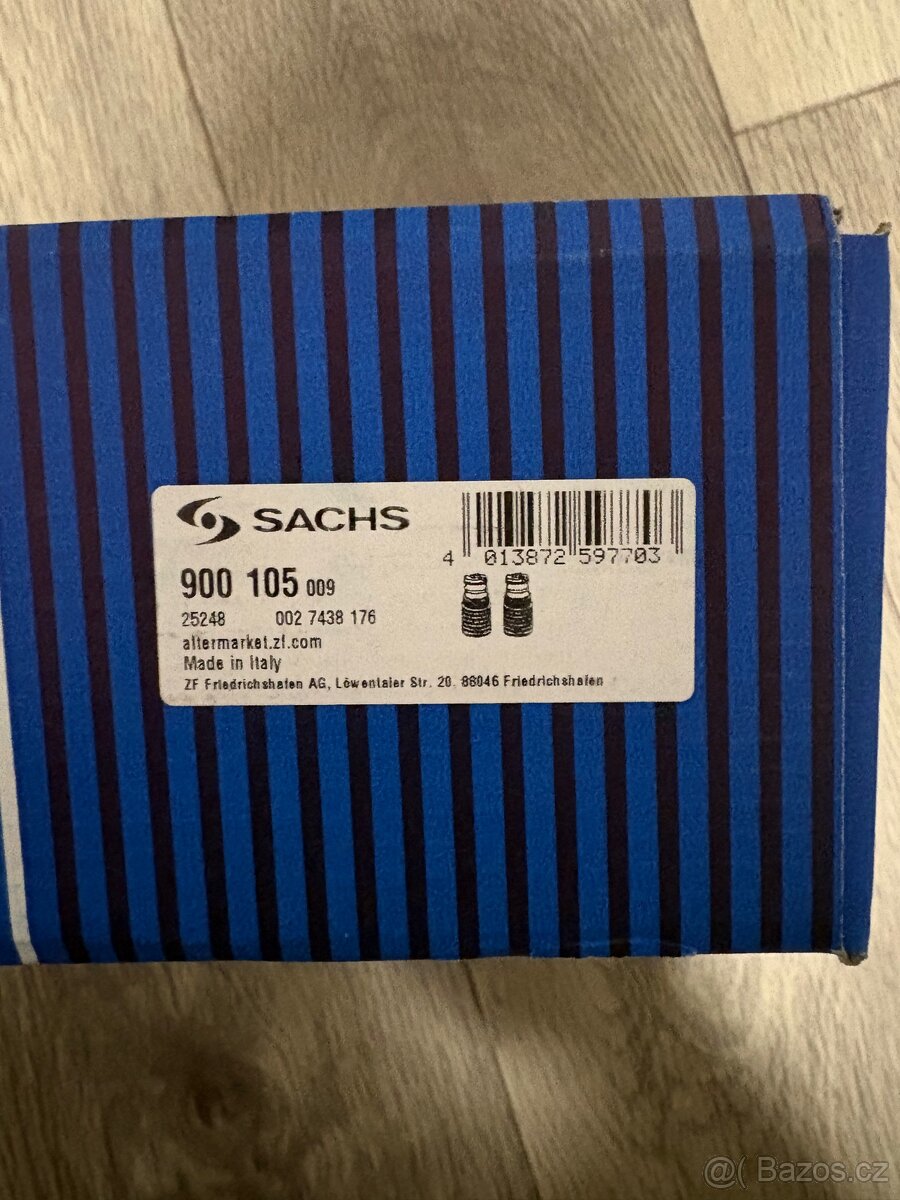 SACHS
4 013872 597703
900 105 009
25248 002 7438 176
aftermarket.zf.com
Made in Italy
ZF Friedrichshafen AG, Löwentaler Str. 20. 88046 Friedrichshafen
@( Bazos.cz